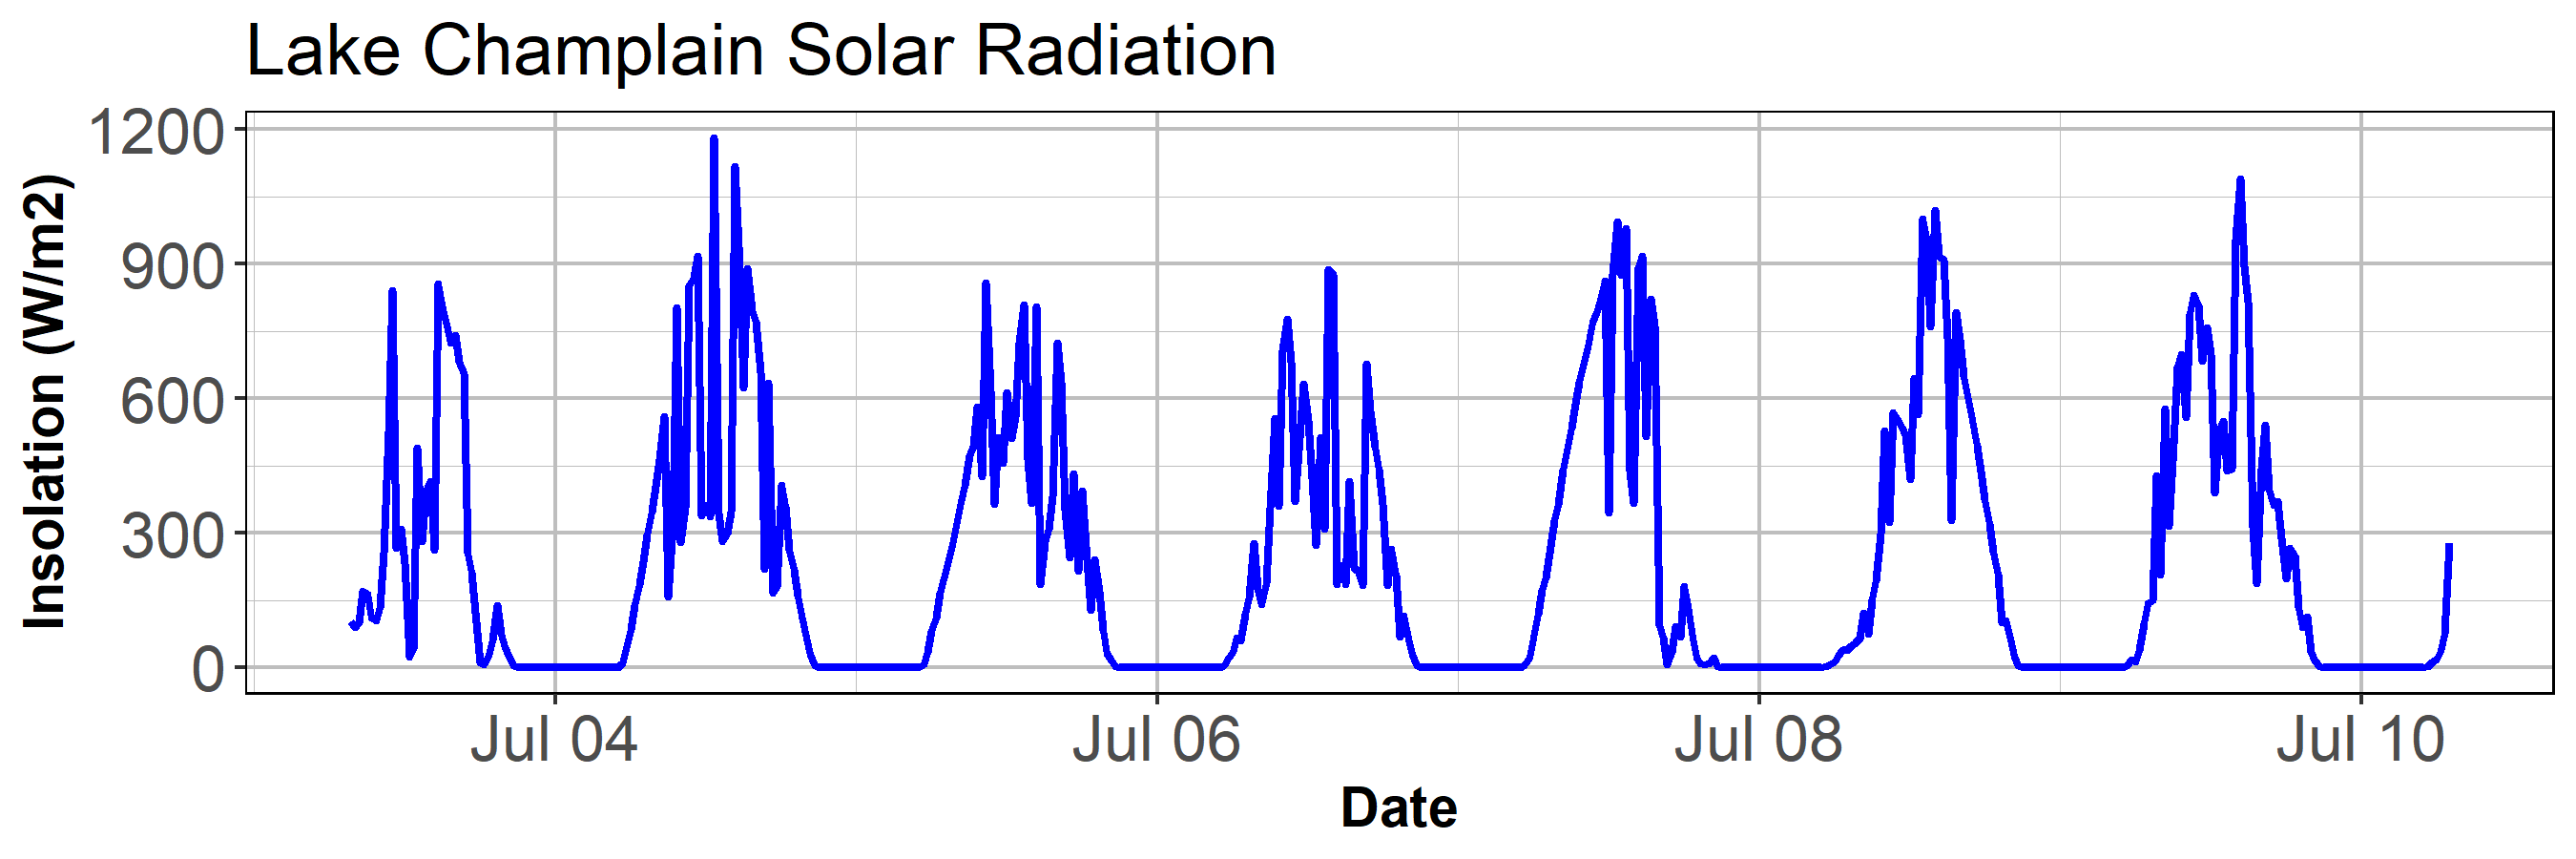 Lake Champlain Solar Radiation
Insolation (W/m2)
1200
900
600
300
0
Jul 04
Jul 06
Jul 08
Jul 10
Date